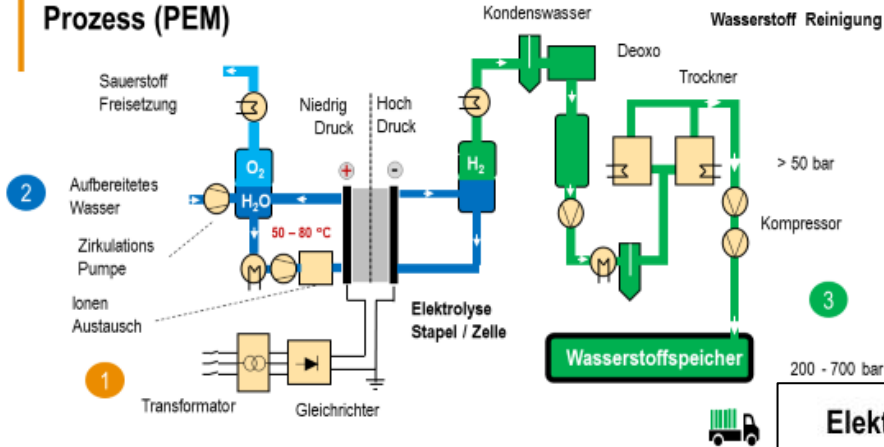 Prozess (PEM)
Kondenswasser
Wasserstoff Reinigung
Deoxo
Trockner
Sauerstoff
Freisetzung
Niedrig
Druck
Hoch
Druck
+
-
O₂
H₂O
H₂
> 50 bar
2
Aufbereitetes
Wasser
50 – 80 °C
Kompressor
Zirkulations
Pumpe
M
M
Ionen
Austausch
Elektrolyse
Stapel / Zelle
3
1
Wasserstoffspeicher
200 - 700 bar
Transformator
Gleichrichter